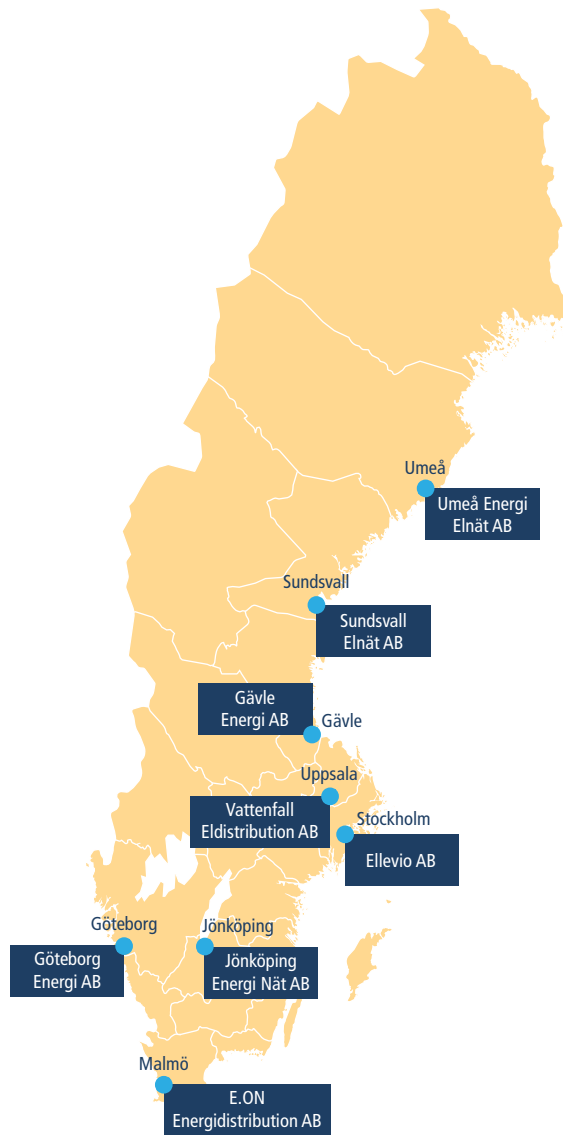 Umeå
Umeå Energi
Elnät AB
Sundsvall
Sundsvall
Elnät AB
Gävle
Energi AB
Gävle
Uppsala
Vattenfall
Eldistribution AB
Stockholm
Ellevio AB
Göteborg
Göteborg
Energi AB
Jönköping
Jönköping
Energi Nät AB
Malmö
E.ON
Energidistribution AB